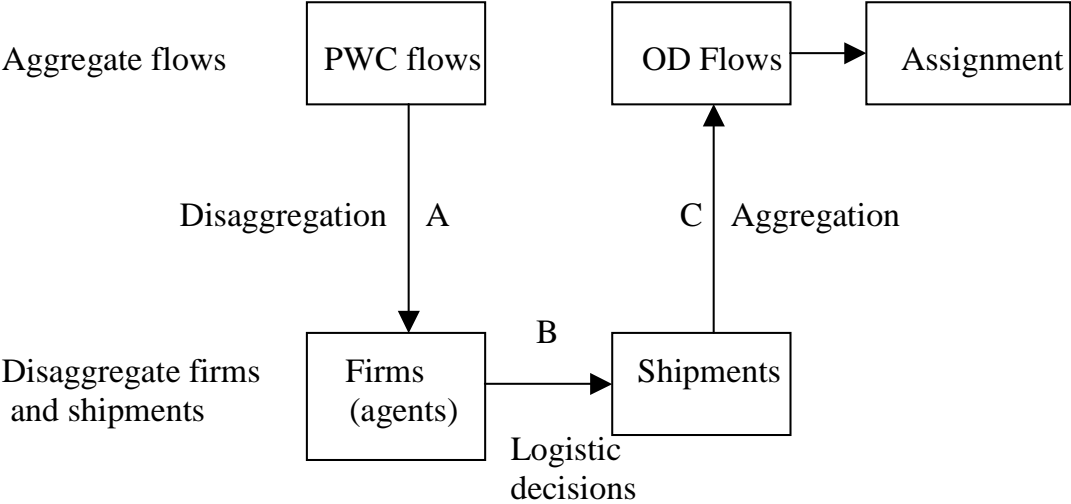 Aggregate flows
PWC flows
OD Flows
Assignment
Disaggregation
A
C
Aggregation
B
Disaggregate firms
and shipments
Firms
(agents)
Shipments
Logistic
decisions